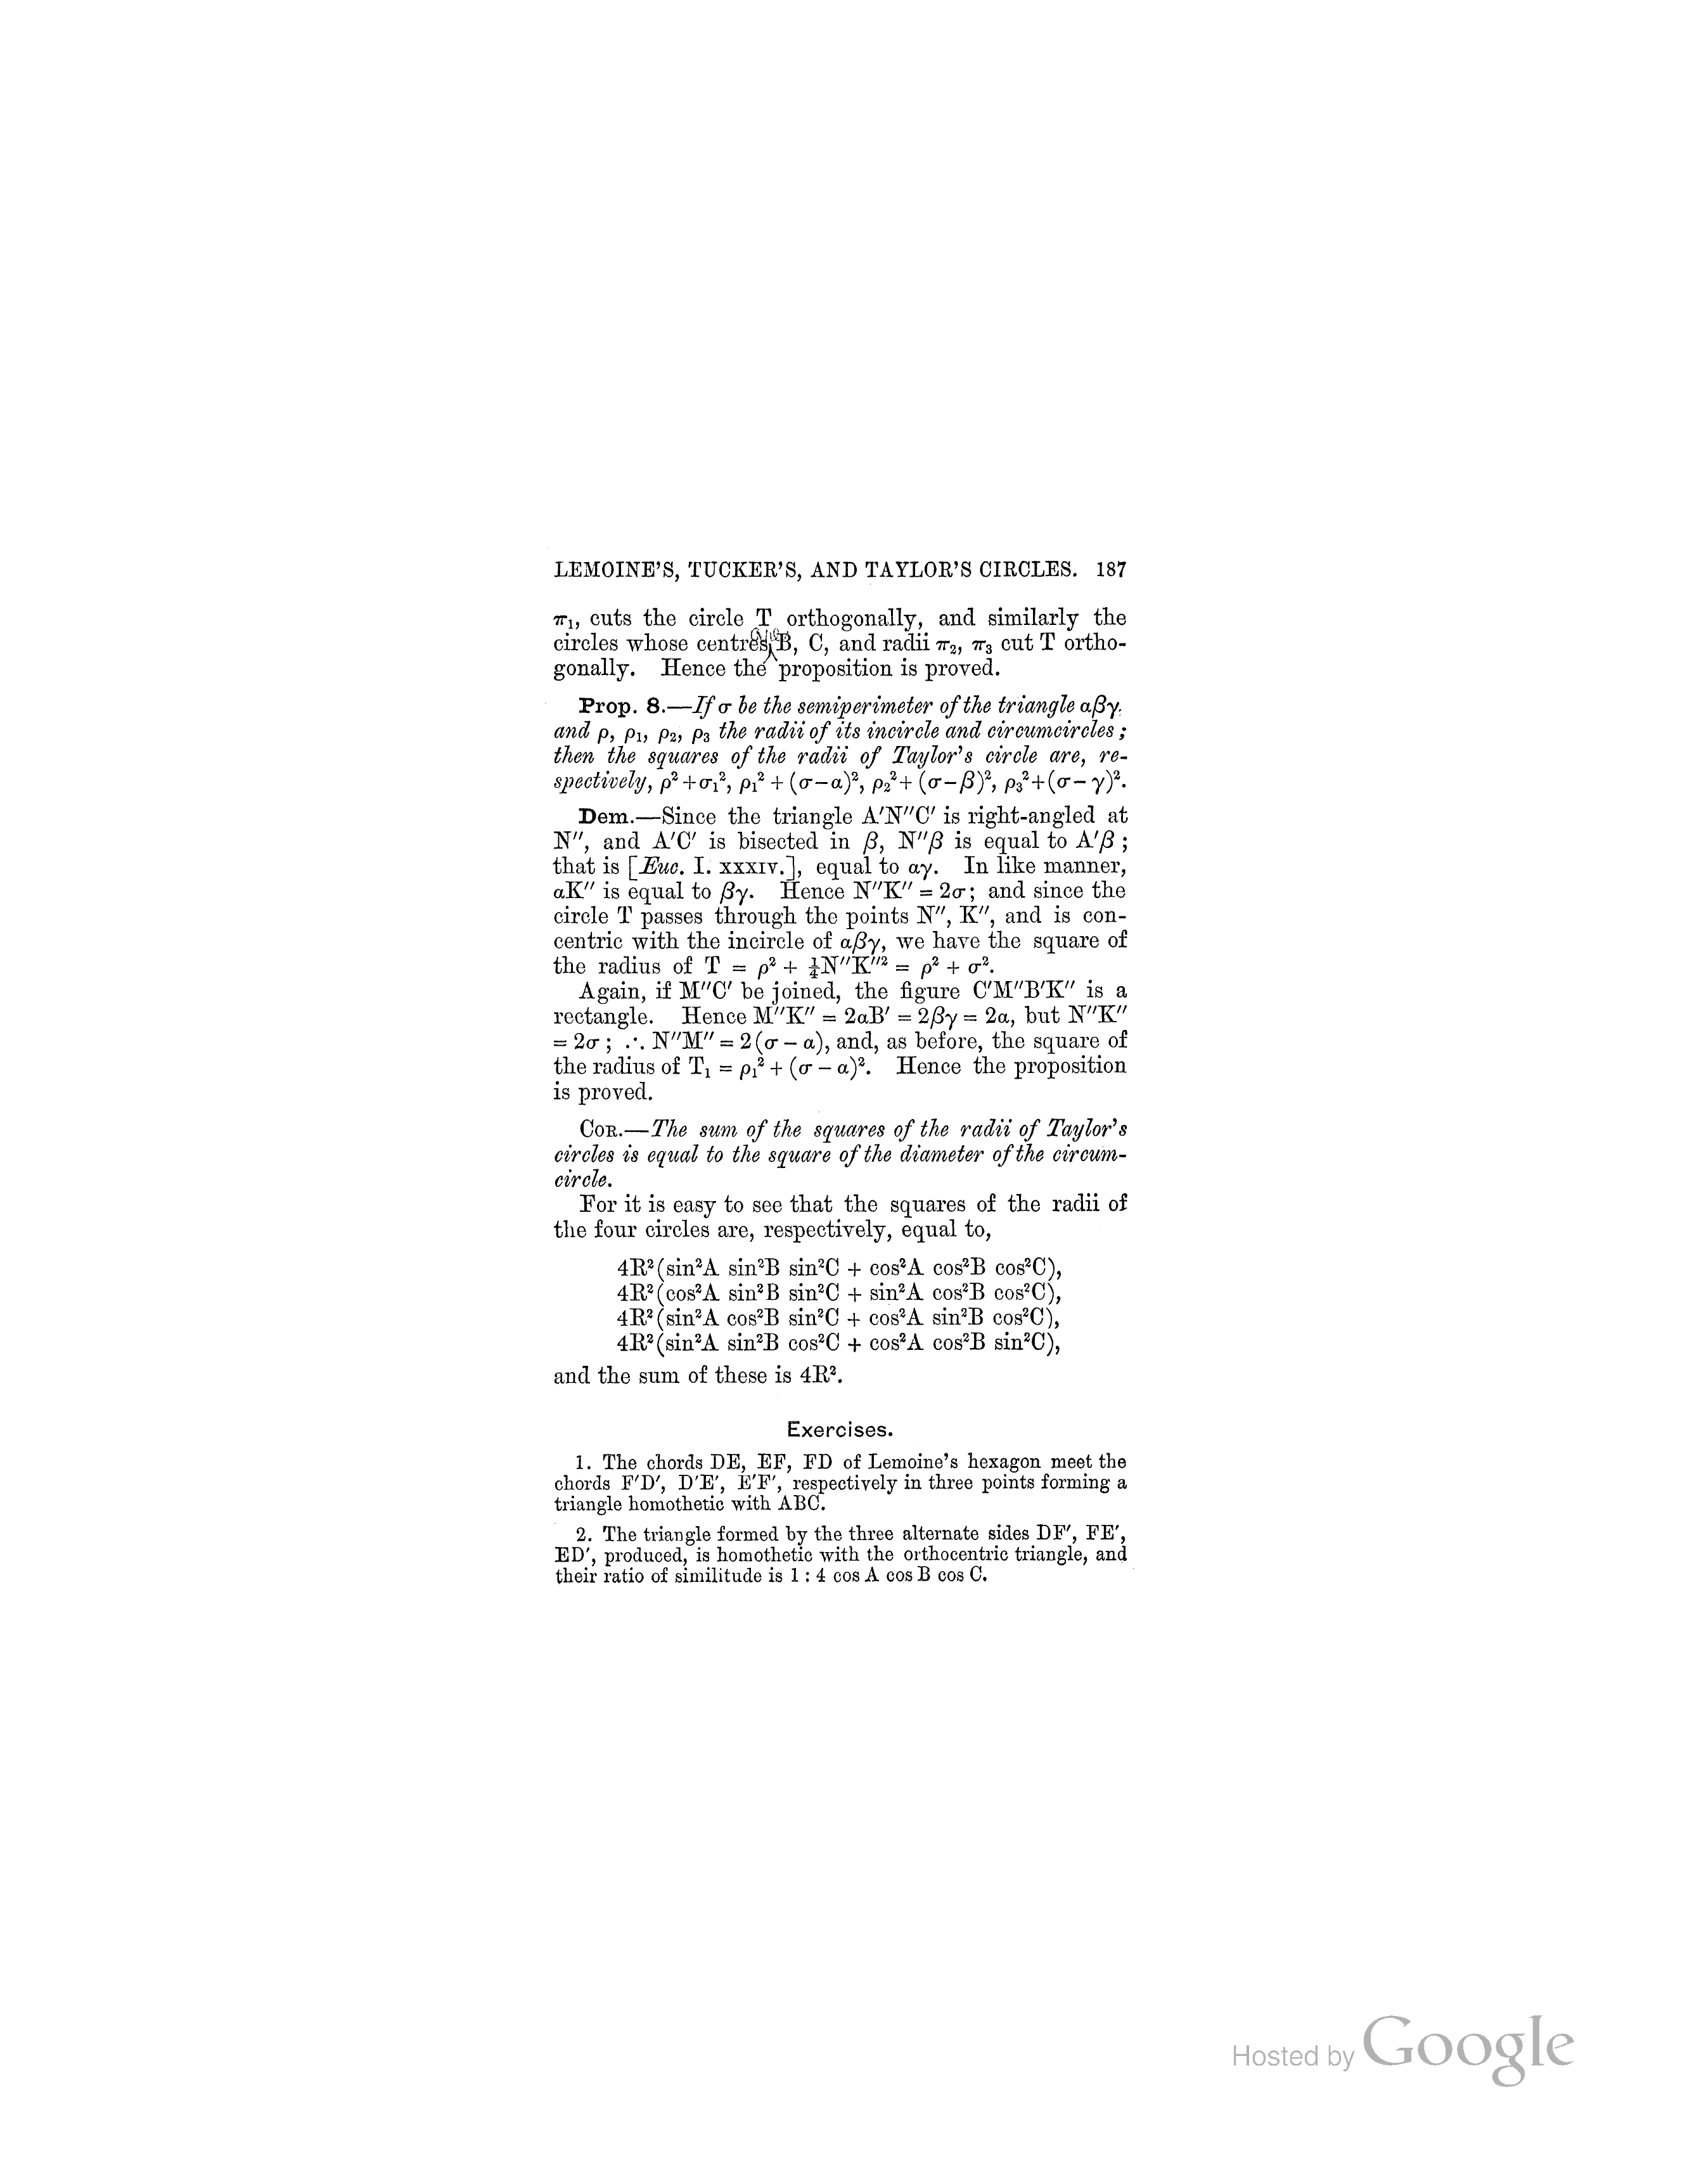 LEMOINE'S, TUCKER'S, AND TAYLOR'S CIRCLES. 187
π₁, cuts the circle T orthogonally, and similarly the
circles whose centres B, C, and radii π₂, π₃ cut T ortho-
gonally. Hence the proposition is proved.
Prop. 8.—If σ be the semiperimeter of the triangle αβγ,
and ρ, ρ₁, ρ₂, ρ₃ the radii of its incircle and circumcircles;
then the squares of the radii of Taylor's circle are, re-
spectively, ρ² + σ₁², ρ₁² + (σ − α)², ρ₂² + (σ − β)², ρ₃² + (σ − γ)².
Dem.—Since the triangle A′N″C′ is right-angled at
N″, and A′C′ is bisected in β, N″β is equal to A′β;
that is [Euc. I. XXXIV.], equal to αγ. In like manner,
αK″ is equal to βγ. Hence N″K″ = 2σ; and since the
circle T passes through the points N″, K″, and is con-
centric with the incircle of αβγ, we have the square of
the radius of T = ρ² + ¼N″K″² = ρ² + σ².
Again, if M″C′ be joined, the figure C′M″B′K″ is a
rectangle. Hence M″K″ = 2αB′ = 2βγ = 2α, but N″K″
= 2σ; ∴ N″M″ = 2 (σ − α), and, as before, the square of
the radius of T₁ = ρ₁² + (σ − α)². Hence the proposition
is proved.
COR.—The sum of the squares of the radii of Taylor's
circles is equal to the square of the diameter of the circum-
circle.
For it is easy to see that the squares of the radii of
the four circles are, respectively, equal to,
4R² (sin²A sin²B sin²C + cos²A cos²B cos²C),
4R² (cos²A sin²B sin²C + sin²A cos²B cos²C),
4R² (sin²A cos²B sin²C + cos²A sin²B cos²C),
4R² (sin²A sin²B cos²C + cos²A cos²B sin²C),
and the sum of these is 4R².
Exercises.
1. The chords DE, EF, FD of Lemoine's hexagon meet the
chords F′D′, D′E′, E′F′, respectively in three points forming a
triangle homothetic with ABC.
2. The triangle formed by the three alternate sides DF′, FE′,
ED′, produced, is homothetic with the orthocentric triangle, and
their ratio of similitude is 1 : 4 cos A cos B cos C.
Hosted by Google